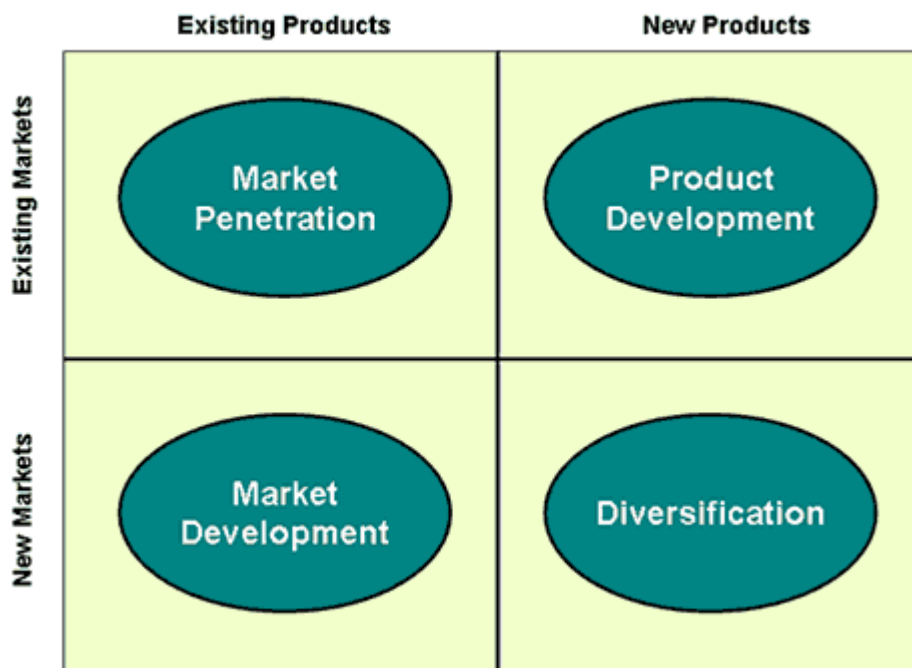 Existing Products
New Products
Existing Markets
Market
Penetration
Product
Development
New Markets
Market
Development
Diversification